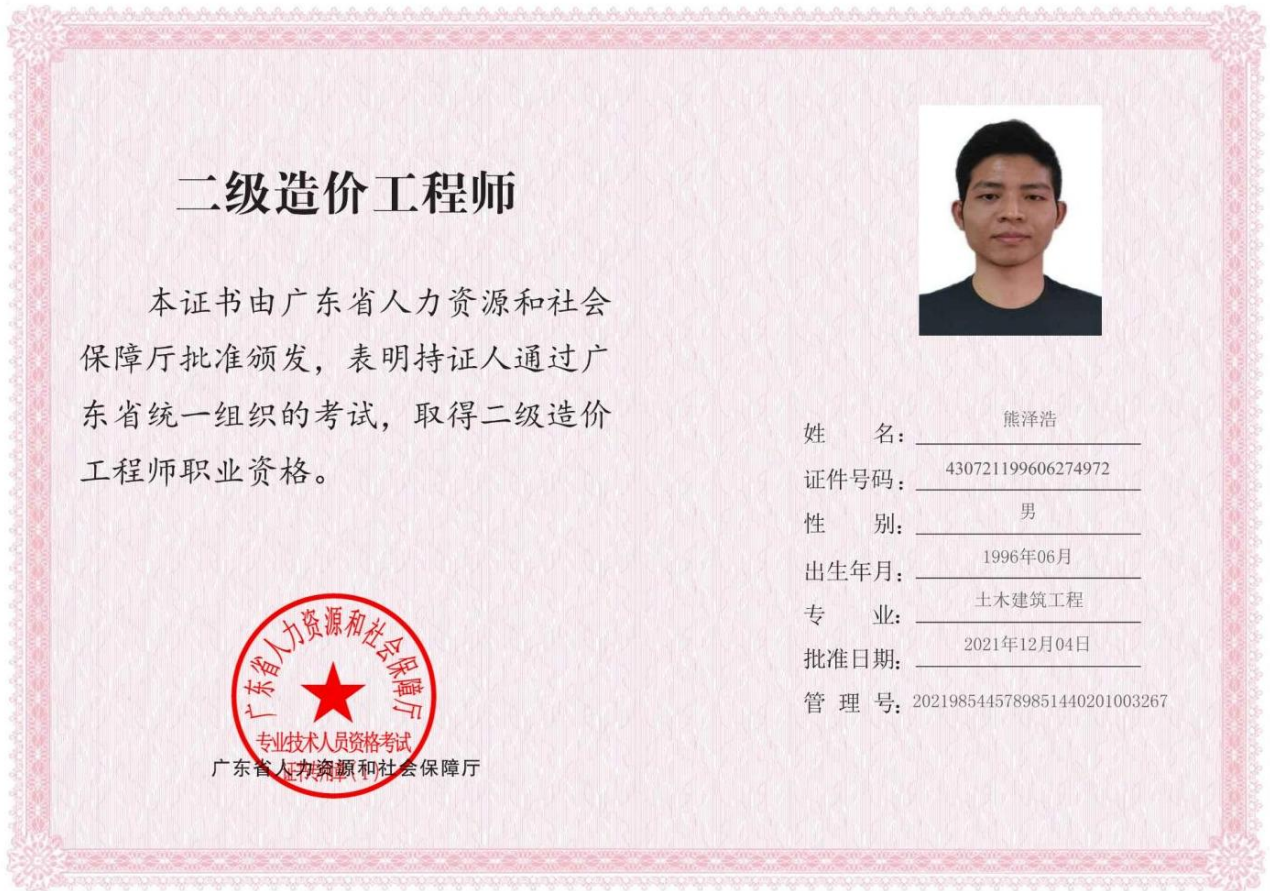 二级造价工程师
本证书由广东省人力资源和社会
保障厅批准颁发，表明持证人通过广
东省统一组织的考试，取得二级造价
工程师职业资格。
广东省人力资源和社会保障厅
专业技术人员资格考试
广东省人力资源和社会保障厅
姓名：熊泽浩
证件号码：430721199606274972
性别：男
出生年月：1996年06月
专业：土木建筑工程
批准日期：2021年12月04日
管理号：2021985445789851440201003267